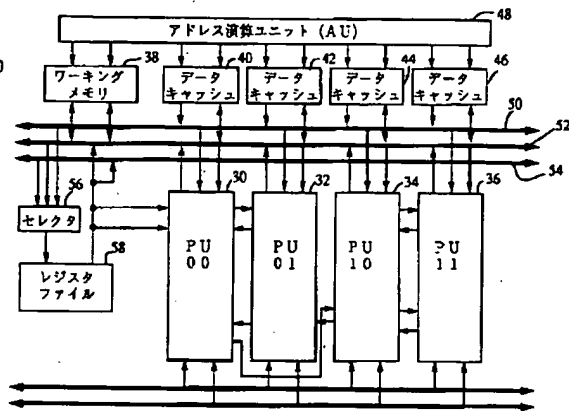 48
アドレス演算ユニット(AU)
38
ワーキング
メモリ
40
データ
キャッシュ
42
データ
キャッシュ
44
データ
キャッシュ
46
データ
キャッシュ
50
52
54
56
セレクタ
58
レジスタ
ファイル
30
PU
00
32
PU
01
34
PU
10
36
PU
11